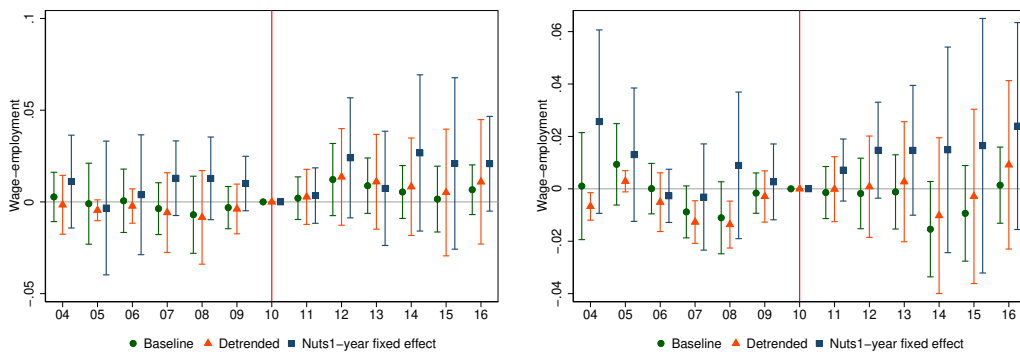 .1
.05
0
-.05
Wage-employment
04 05 06 07 08 09 10 11 12 13 14 15 16
Baseline Detrended Nuts1-year fixed effect
.06
.04
.02
0
-.02
-.04
Wage-employment
04 05 06 07 08 09 10 11 12 13 14 15 16
Baseline Detrended Nuts1-year fixed effect